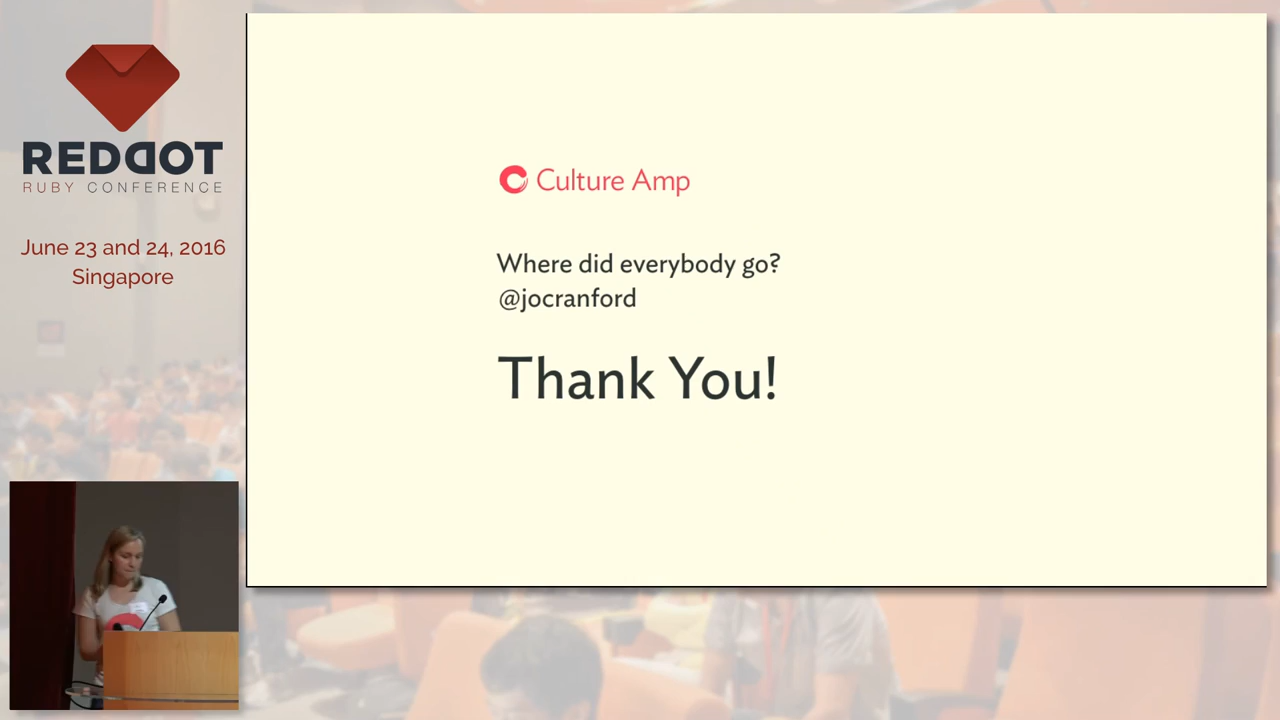 REDDOT
RUBY CONFERENCE
June 23 and 24, 2016
Singapore
Culture Amp
Where did everybody go?
@jocranford
Thank You!